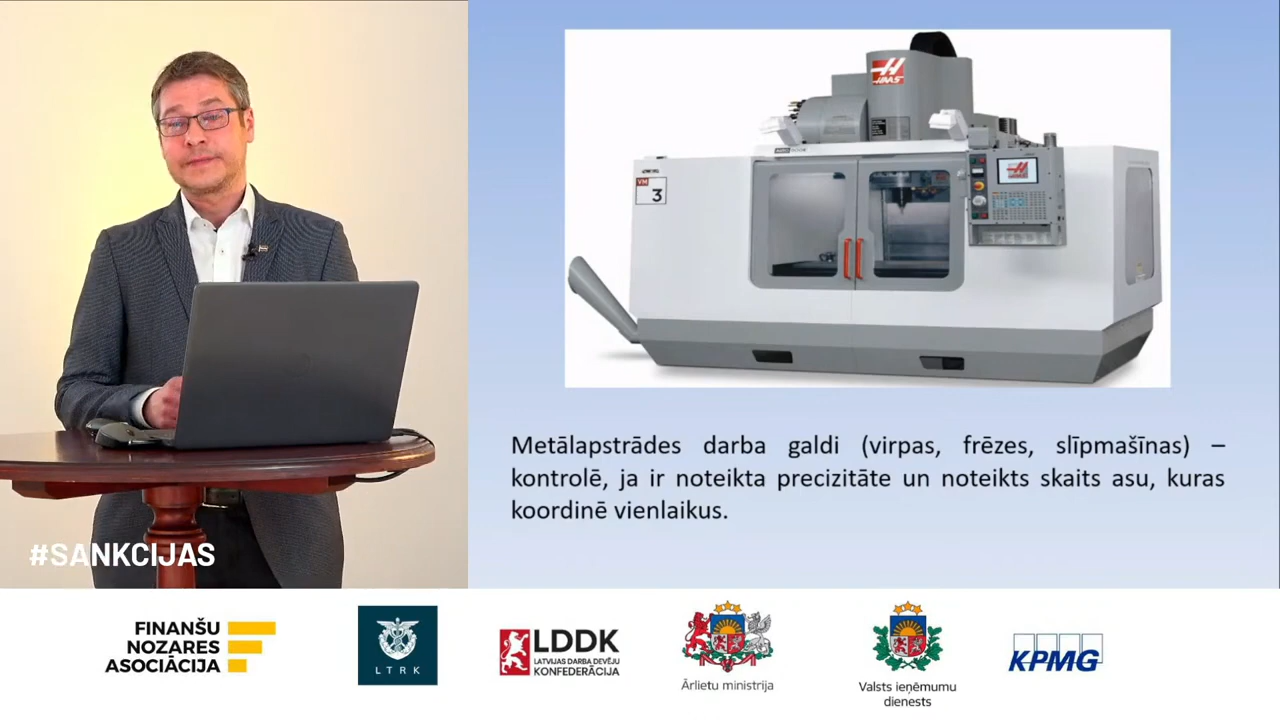 HAAS
VM
3
HAAS
Metālapstrādes darba galdi (virpas, frēzes, slīpmašīnas) –
kontrolē, ja ir noteikta precizitāte un noteikts skaits asu, kuras
koordinē vienlaikus.
#SANKCIJAS
FINANŠU
NOZARES
ASOCIĀCIJA
LTRK
LDDK
LATVIJAS DARBA DEVĒJU
KONFEDERĀCIJA
Ārlietu ministrija
Valsts ieņēmumu
dienests
KPMG